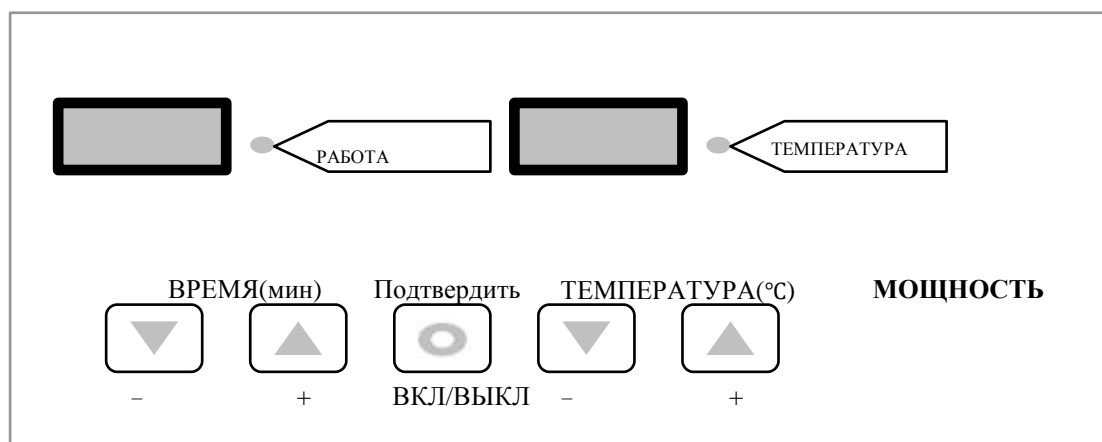 РАБОТА
ТЕМПЕРАТУРА
ВРЕМЯ(мин) Подтвердить ТЕМПЕРАТУРА(°C) МОЩНОСТЬ
– + ВКЛ/ВЫКЛ – +